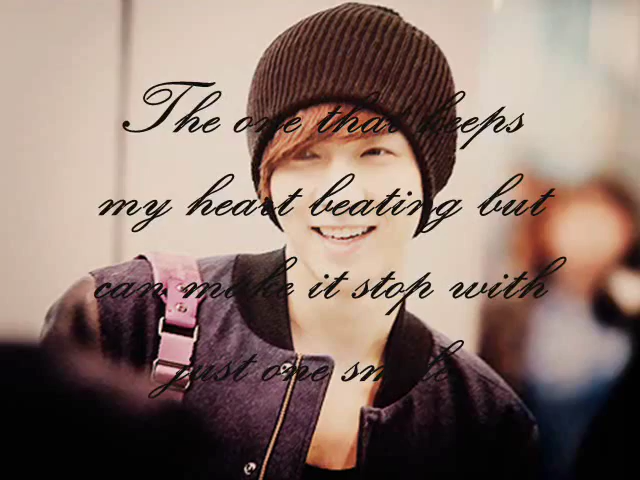 The one that keeps
my heart beating but
can make it stop with
just one smile